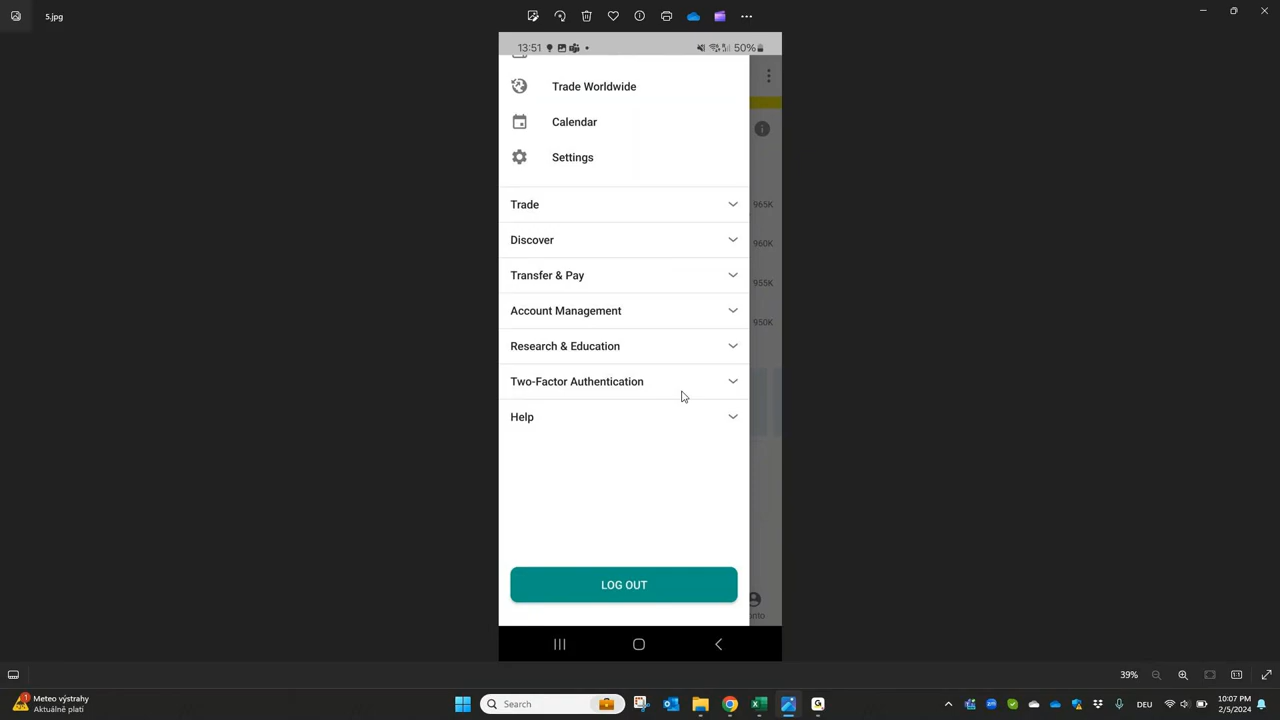 5.jpg
13:51
50%
Trade Worldwide
Calendar
Settings
Trade
965K
Discover
960K
Transfer & Pay
955K
Account Management
950K
Research & Education
Two-Factor Authentication
Help
LOG OUT
39%
Meteo výstrahy
Aktuálně platí
Search
DEU
10:07 PM
2/5/2024